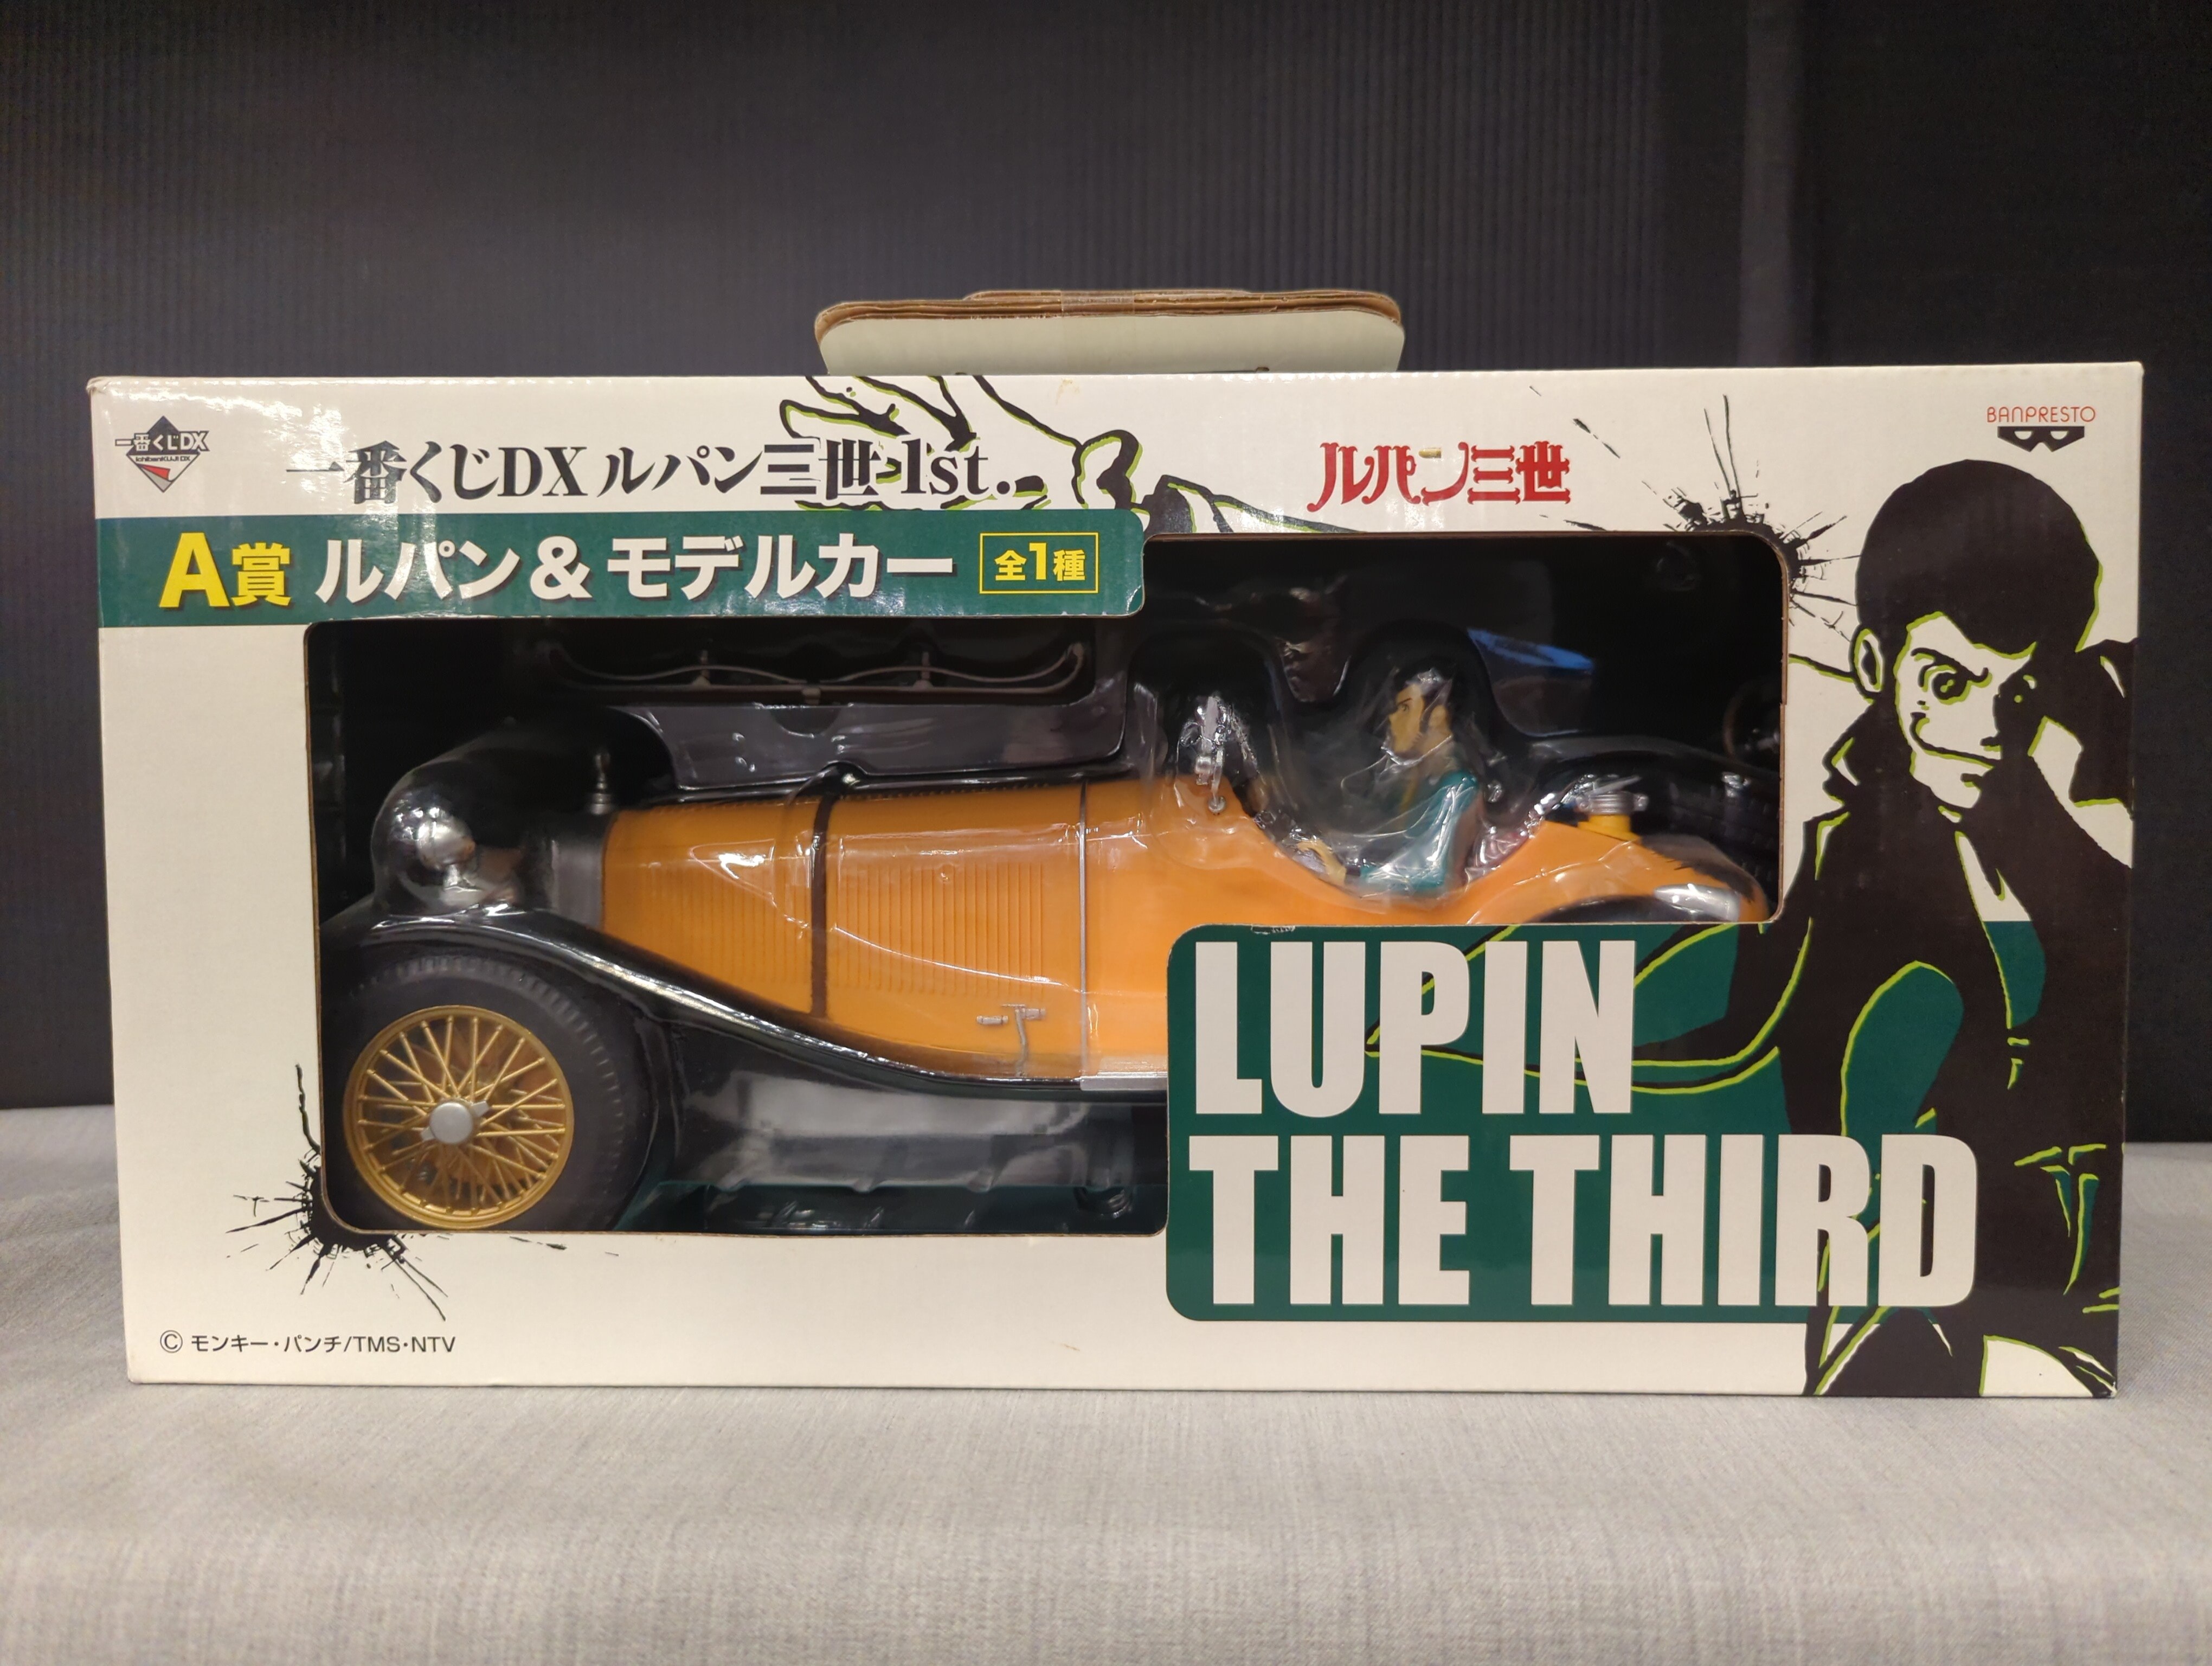 一番くじDX
IchibanKUJI DX
一番くじDX ルパン三世 1st.
ルパン三世
BANPRESTO
A賞 ルパン&モデルカー 全1種
LUPIN
THE THIRD
© モンキー・パンチ/TMS・NTV